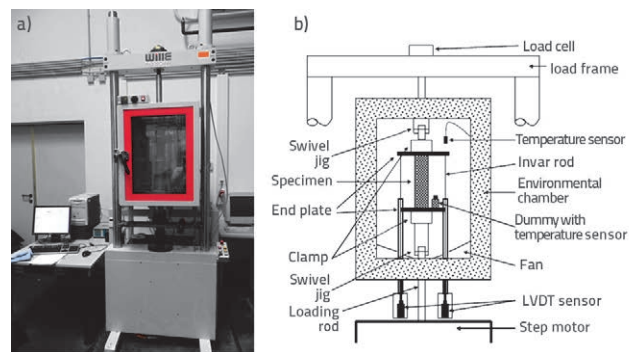 a)
wille
b)
Load cell
load frame
Swivel
jig
Specimen
End plate
Clamp
Swivel
jig
Loading
rod
Temperature sensor
Invar rod
Environmental
chamber
Dummy with
temperature sensor
Fan
LVDT sensor
Step motor